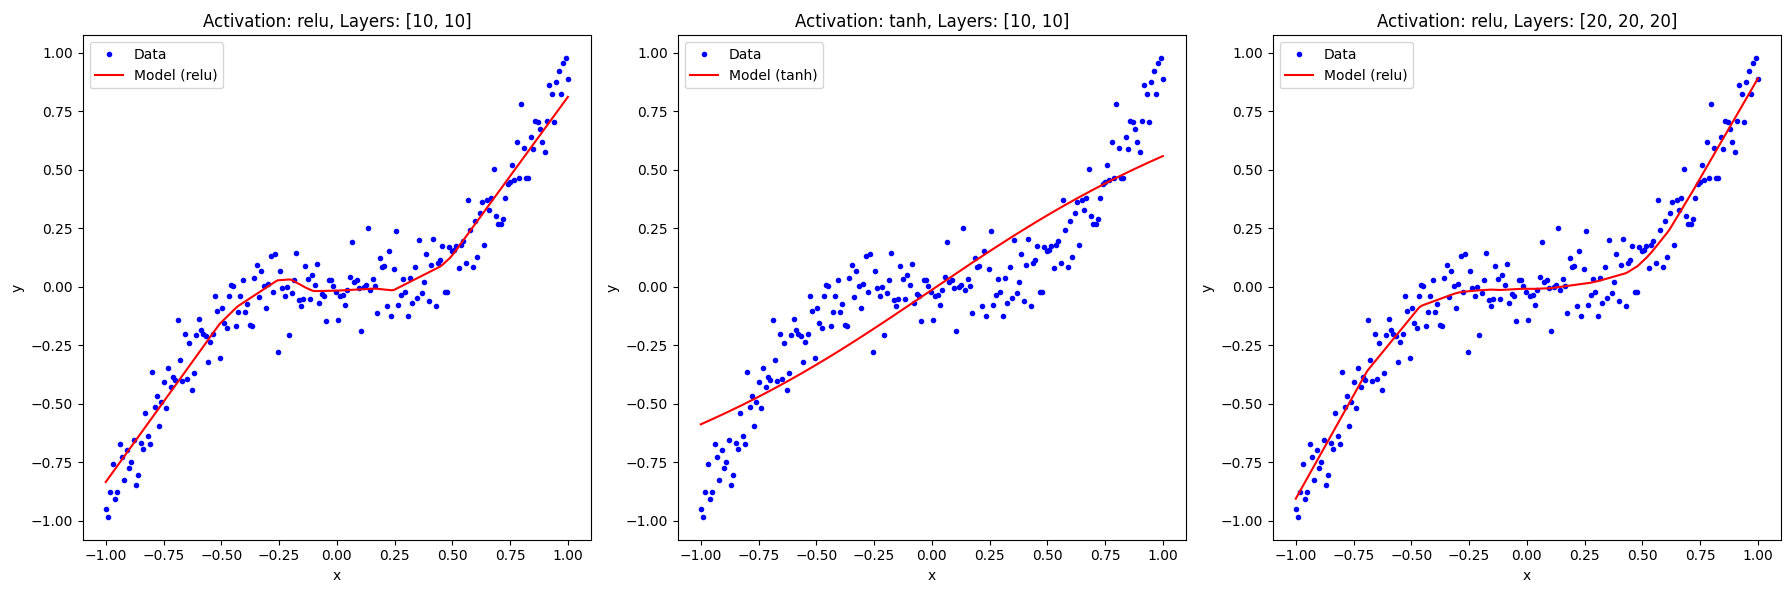 Activation: relu, Layers: [10, 10]
Data
Model (relu)
1.00
0.75
0.50
0.25
0.00
−0.25
−0.50
−0.75
−1.00
y
−1.00 −0.75 −0.50 −0.25 0.00 0.25 0.50 0.75 1.00
x
Activation: tanh, Layers: [10, 10]
Data
Model (tanh)
1.00
0.75
0.50
0.25
0.00
−0.25
−0.50
−0.75
−1.00
y
−1.00 −0.75 −0.50 −0.25 0.00 0.25 0.50 0.75 1.00
x
Activation: relu, Layers: [20, 20, 20]
Data
Model (relu)
1.00
0.75
0.50
0.25
0.00
−0.25
−0.50
−0.75
−1.00
y
−1.00 −0.75 −0.50 −0.25 0.00 0.25 0.50 0.75 1.00
x